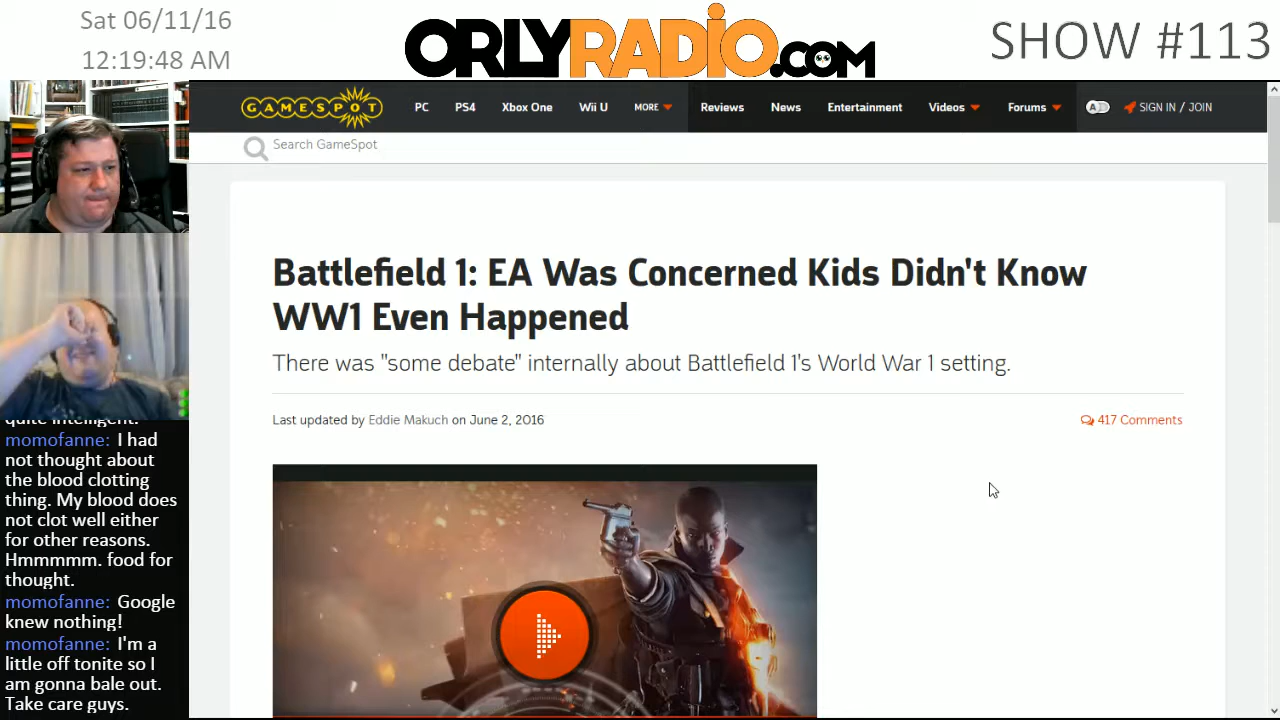 Sat 06/11/16
12:19:48 AM
ORLYRADIO.COM
SHOW #113
GAMESPOT
PC PS4 Xbox One Wii U MORE Reviews News Entertainment Videos Forums A SIGN IN / JOIN
Search GameSpot
Battlefield 1: EA Was Concerned Kids Didn't Know
WW1 Even Happened
There was "some debate" internally about Battlefield 1's World War 1 setting.
Last updated by Eddie Makuch on June 2, 2016
417 Comments
quite intelligent.
momofanne: I had
not thought about
the blood clotting
thing. My blood does
not clot well either
for other reasons.
Hmmmmm. food for
thought.
momofanne: Google
knew nothing!
momofanne: I'm a
little off tonite so I
am gonna bale out.
Take care guys.